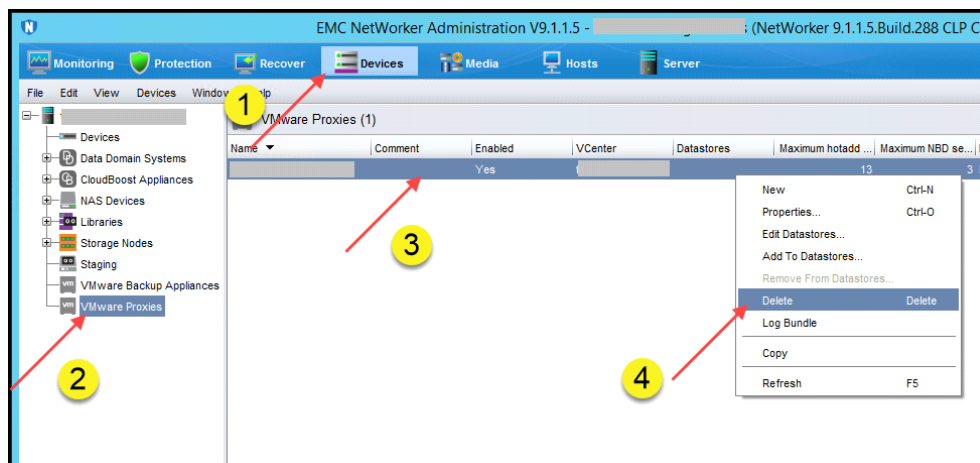 EMC NetWorker Administration V9.1.1.5 - (NetWorker 9.1.1.5.Build.288 CLP C
Monitoring Protection Recover Devices Media Hosts Server
File Edit View Devices
1
VMware Proxies (1)
Devices
Name Comment Enabled VCenter Datastores Maximum hotadd ... Maximum NBD se...
Data Domain Systems
Yes 13 3
CloudBoost Appliances
New Ctrl-N
NAS Devices
Properties... Ctrl-O
Libraries
Edit Datastores...
Storage Nodes
3
Add To Datastores...
Staging
Remove From Datastores...
VMware Backup Appliances
Delete Delete
VMware Proxies
Log Bundle
Copy
2
4
Refresh F5